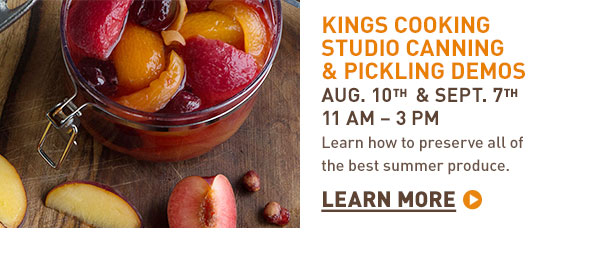 KINGS COOKING
STUDIO CANNING
& PICKLING DEMOS
AUG. 10TH & SEPT. 7TH
11 AM – 3 PM
Learn how to preserve all of
the best summer produce.
LEARN MORE